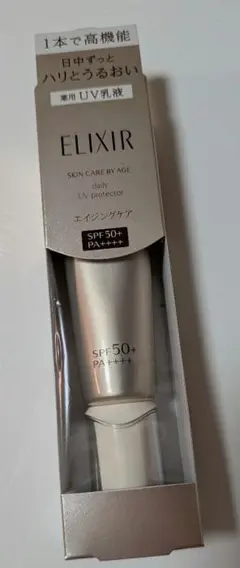 1本で高機能
日中ずっと
ハリとうるおい
薬用 UV乳液
ELIXIR
SKIN CARE BY AGE
daily
UV protector
エイジングケア
SPF50+
PA++++
SPF50+
PA++++